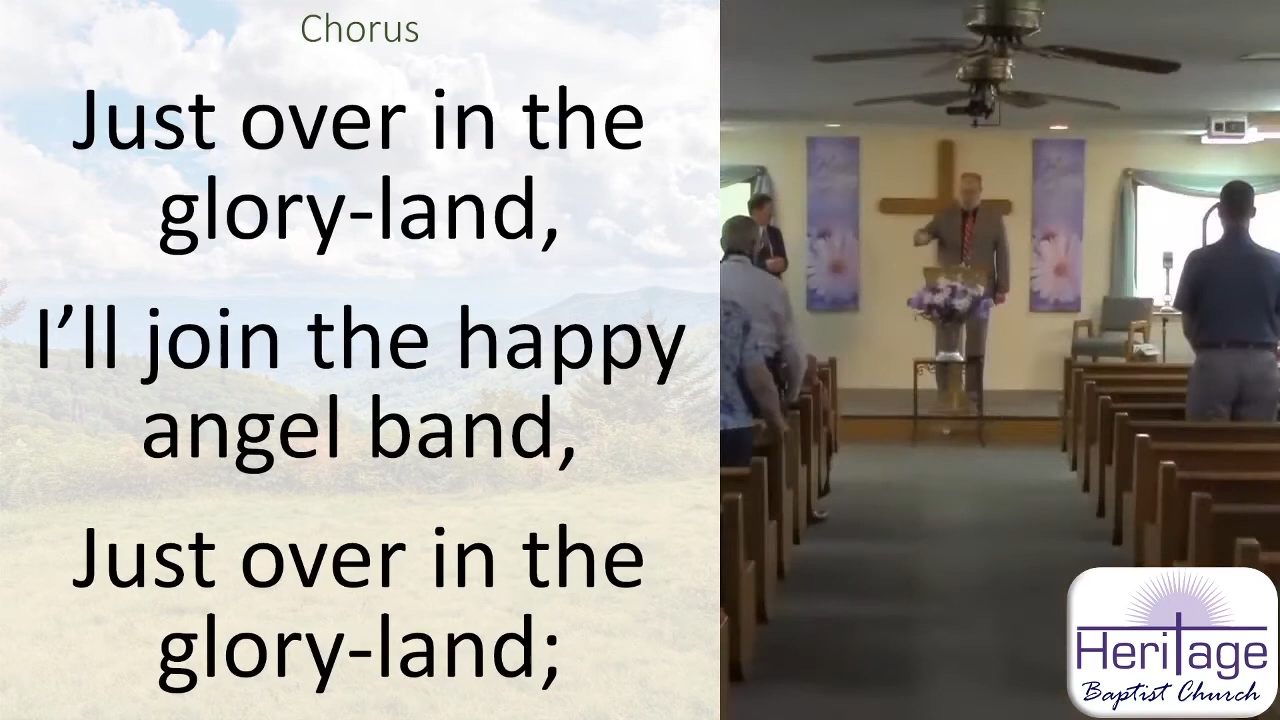 Chorus
Just over in the
glory-land,
I’ll join the happy
angel band,
Just over in the
glory-land;
Heritage
Baptist Church